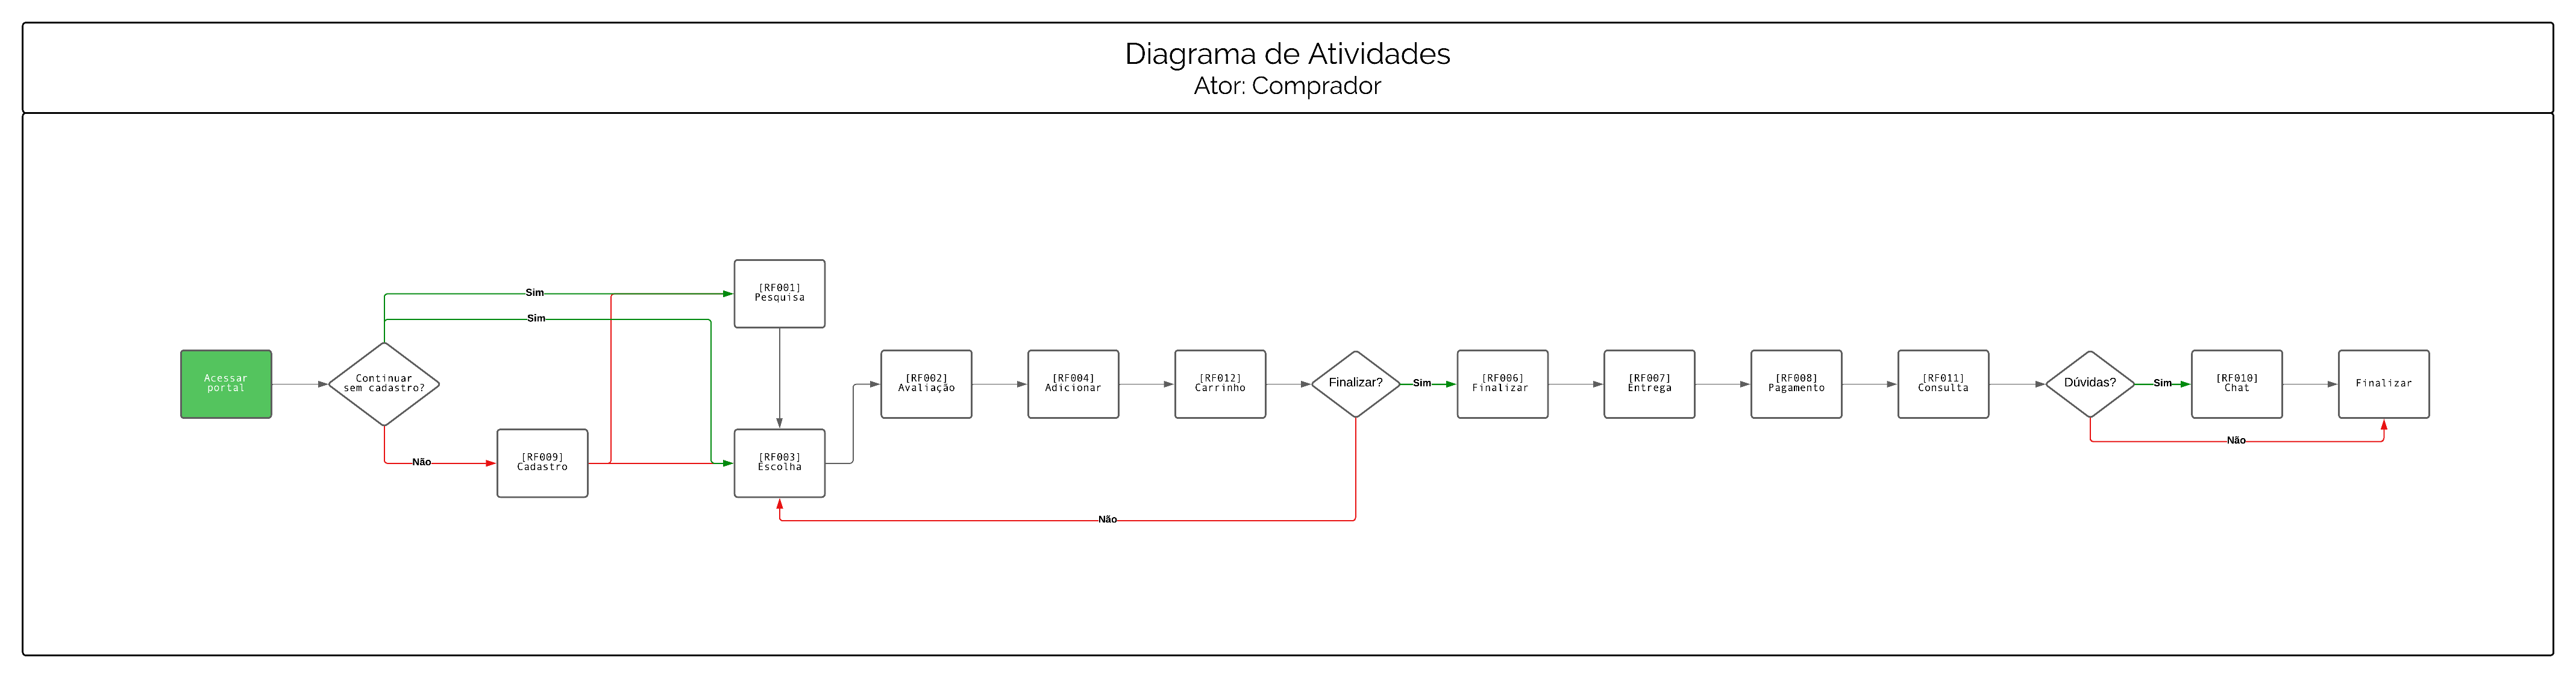 Diagrama de Atividades
Ator: Comprador
Acessar
portal
Continuar
sem cadastro?
Sim
Sim
Não
[RF009]
Cadastro
[RF001]
Pesquisa
[RF003]
Escolha
[RF002]
Avaliação
[RF004]
Adicionar
[RF012]
Carrinho
Finalizar?
Sim
Não
[RF006]
Finalizar
[RF007]
Entrega
[RF008]
Pagamento
[RF011]
Consulta
Dúvidas?
Sim
Não
[RF010]
Chat
Finalizar